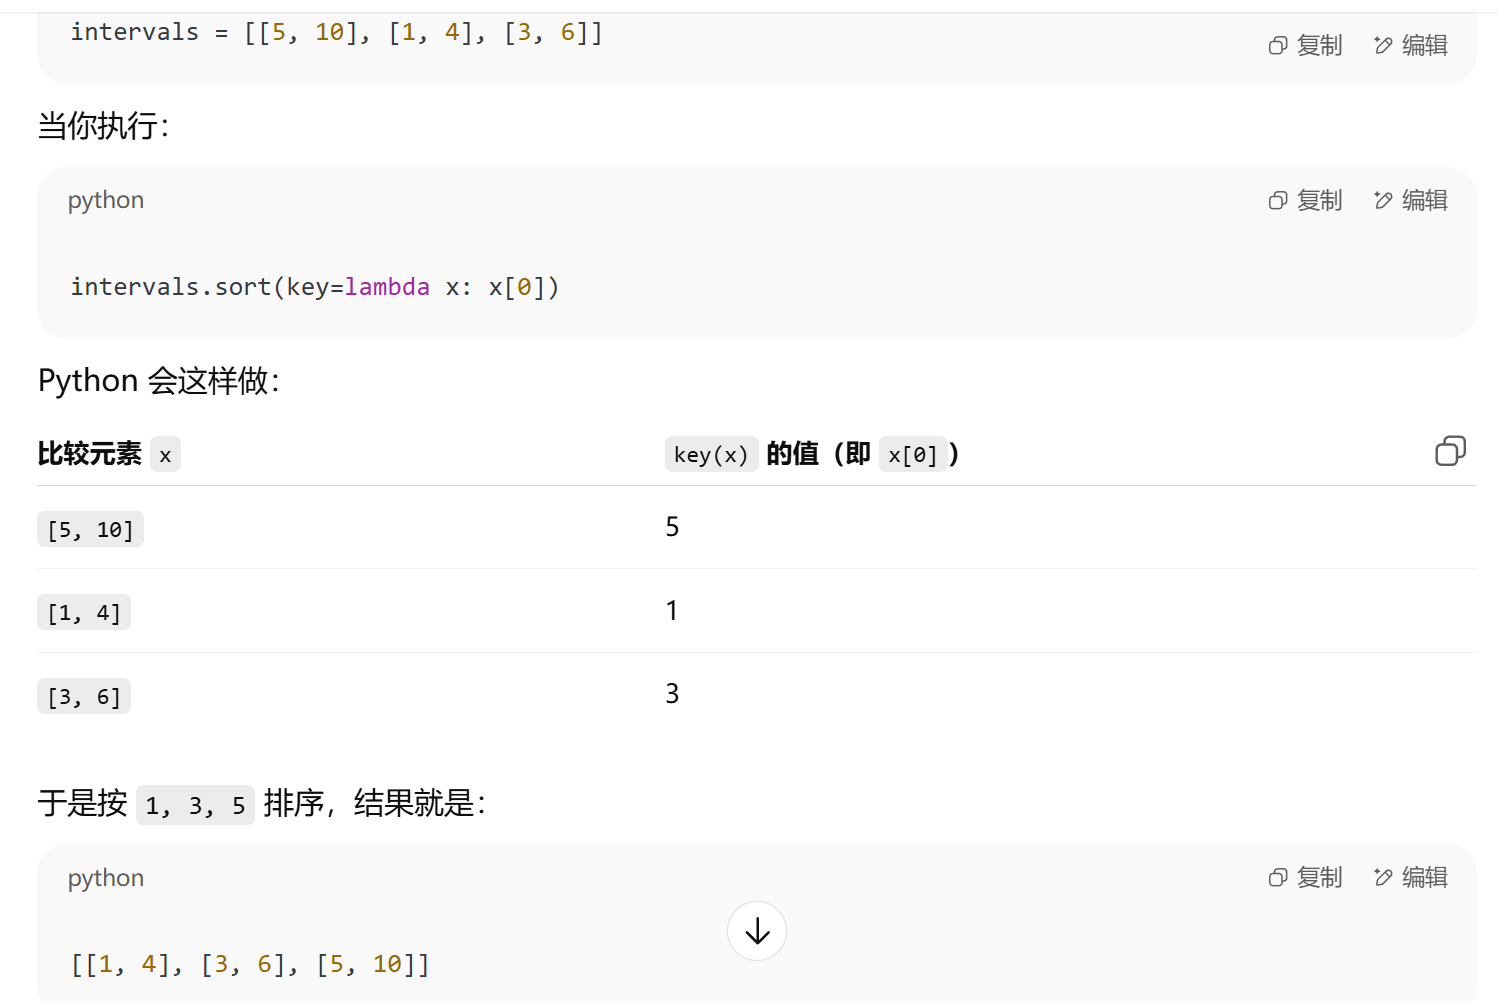 intervals = [[5, 10], [1, 4], [3, 6]]
复制 编辑
当你执行：
python 复制 编辑
intervals.sort(key=lambda x: x[0])
Python 会这样做：
比较元素 x key(x) 的值（即 x[0]）
[5, 10] 5
[1, 4] 1
[3, 6] 3
于是按 1, 3, 5 排序，结果就是：
python 复制 编辑
[[1, 4], [3, 6], [5, 10]]